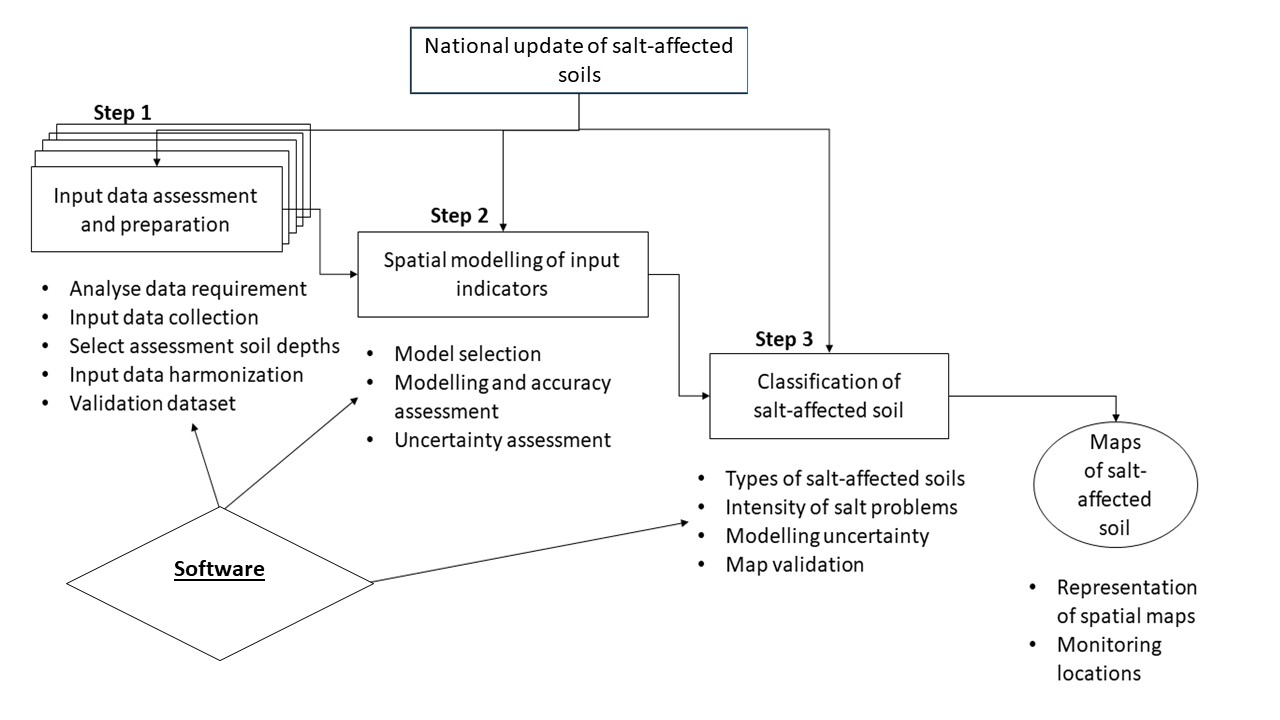 National update of salt-affected
soils
Step 1
Input data assessment
and preparation
• Analyse data requirement
• Input data collection
• Select assessment soil depths
• Input data harmonization
• Validation dataset
Step 2
Spatial modelling of input
indicators
• Model selection
• Modelling and accuracy
assessment
• Uncertainty assessment
Step 3
Classification of
salt-affected soil
• Types of salt-affected soils
• Intensity of salt problems
• Modelling uncertainty
• Map validation
Maps
of salt-
affected
soil
• Representation
of spatial maps
• Monitoring
locations
Software